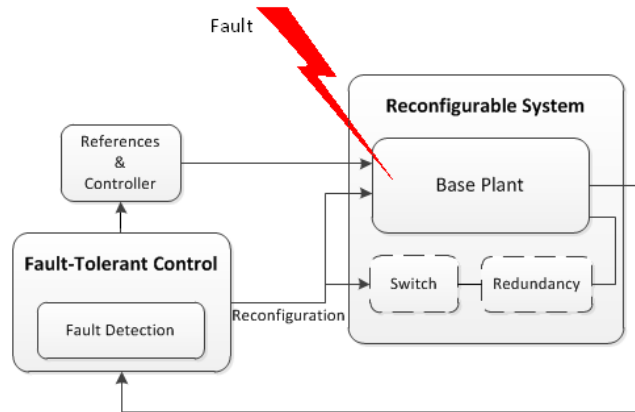 Fault
Reconfigurable System
References
&
Controller
Base Plant
Fault-Tolerant Control
Switch
Redundancy
Reconfiguration
Fault Detection